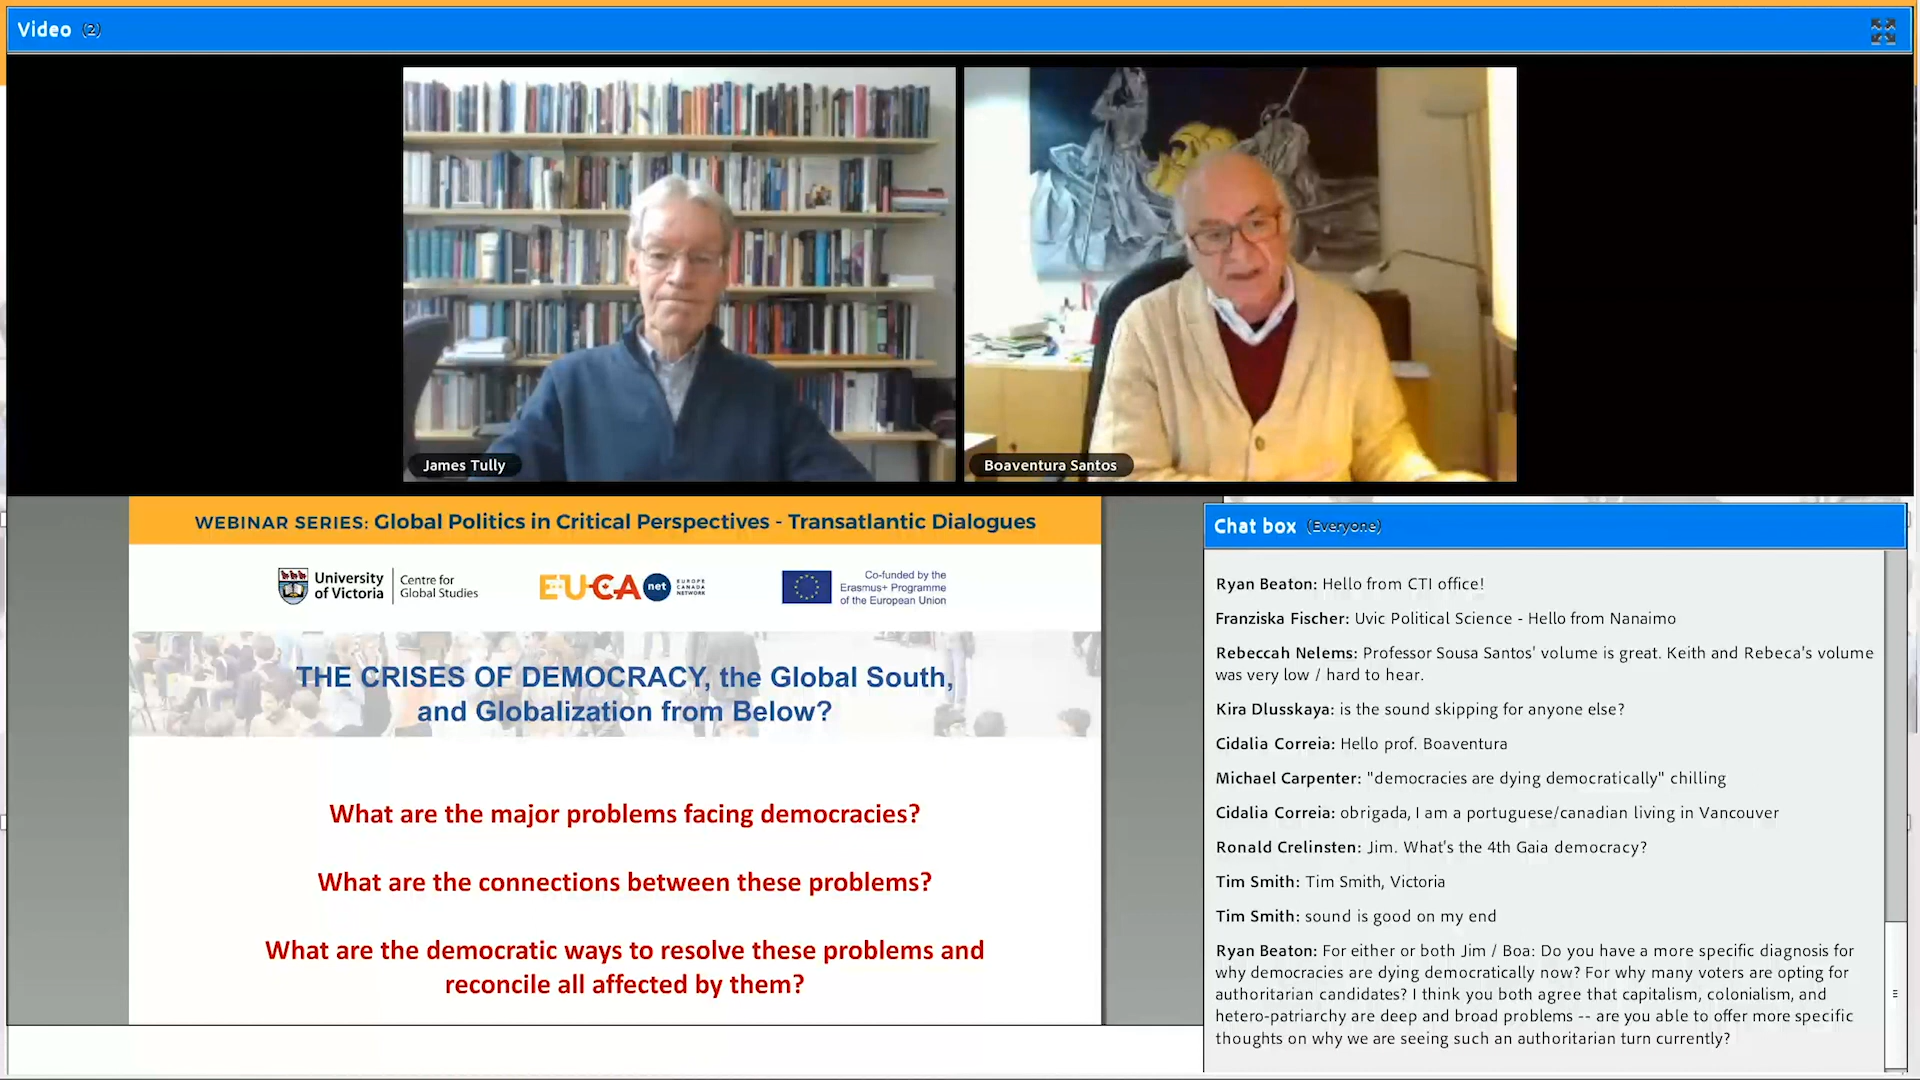 Video (2)
James Tully
Boaventura Santos
WEBINAR SERIES: Global Politics in Critical Perspectives - Transatlantic Dialogues
University
of Victoria
Centre for
Global Studies
EU-CA net
EUROPE
CANADA
NETWORK
Co-funded by the
Erasmus+ Programme
of the European Union
THE CRISES OF DEMOCRACY, the Global South,
and Globalization from Below?
What are the major problems facing democracies?
What are the connections between these problems?
What are the democratic ways to resolve these problems and
reconcile all affected by them?
Chat box (Everyone)
Ryan Beaton: Hello from CTI office!
Franziska Fischer: Uvic Political Science - Hello from Nanaimo
Rebeccah Nelems: Professor Sousa Santos' volume is great. Keith and Rebeca's volume
was very low / hard to hear.
Kira Dlusskaya: is the sound skipping for anyone else?
Cidalia Correia: Hello prof. Boaventura
Michael Carpenter: "democracies are dying democratically" chilling
Cidalia Correia: obrigada, I am a portuguese/canadian living in Vancouver
Ronald Crelinsten: Jim. What's the 4th Gaia democracy?
Tim Smith: Tim Smith, Victoria
Tim Smith: sound is good on my end
Ryan Beaton: For either or both Jim / Boa: Do you have a more specific diagnosis for
why democracies are dying democratically now? For why many voters are opting for
authoritarian candidates? I think you both agree that capitalism, colonialism, and
hetero-patriarchy are deep and broad problems -- are you able to offer more specific
thoughts on why we are seeing such an authoritarian turn currently?